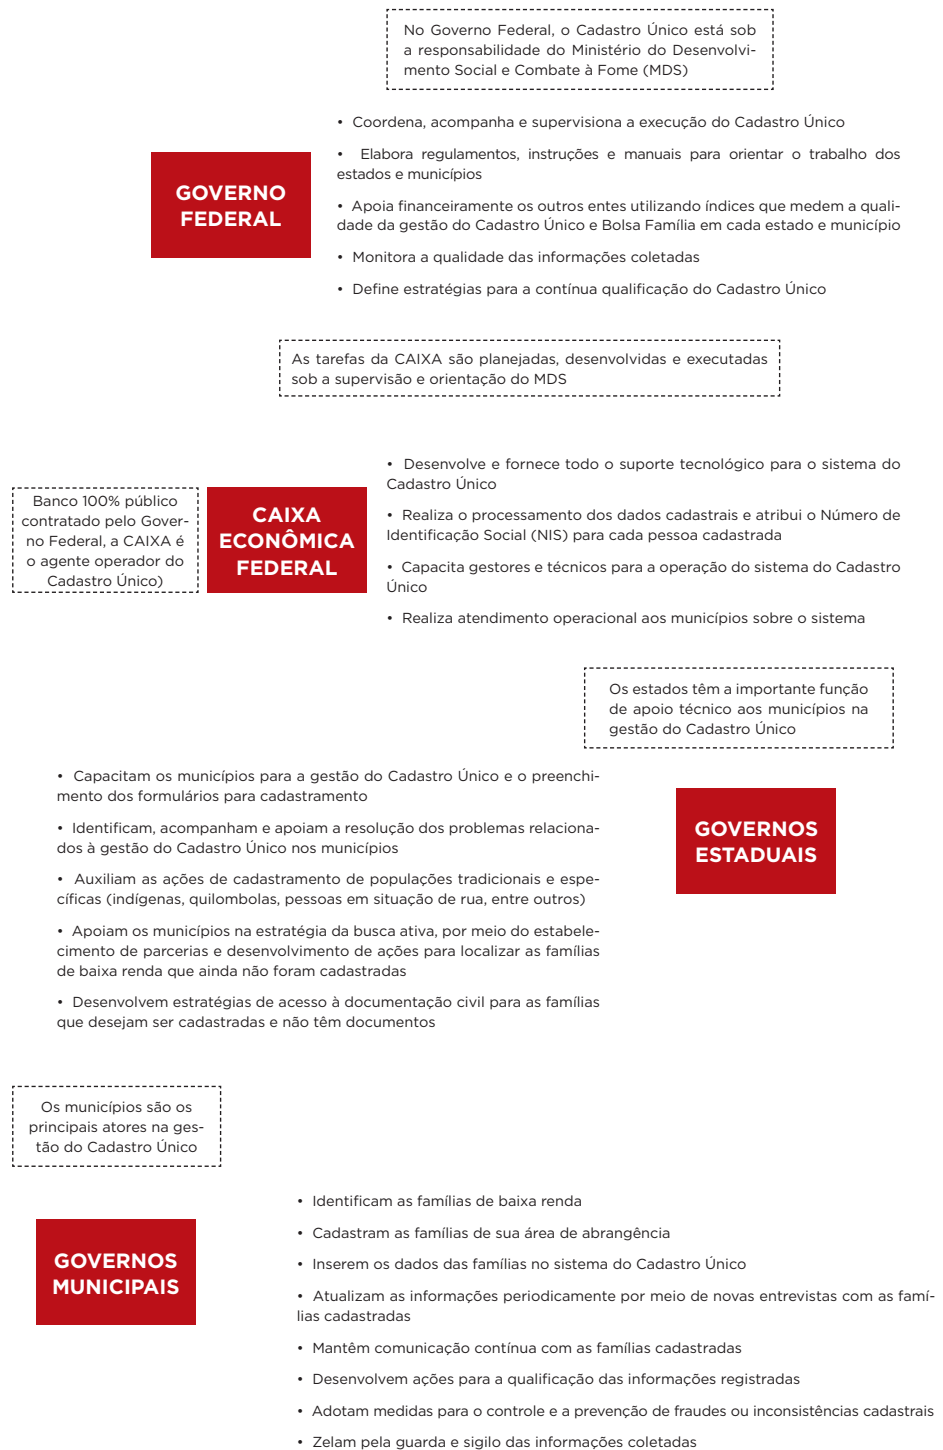 No Governo Federal, o Cadastro Único está sob
a responsabilidade do Ministério do Desenvolvi-
mento Social e Combate à Fome (MDS)
GOVERNO
FEDERAL
• Coordena, acompanha e supervisiona a execução do Cadastro Único
• Elabora regulamentos, instruções e manuais para orientar o trabalho dos
estados e municípios
• Apoia financeiramente os outros entes utilizando índices que medem a quali-
dade da gestão do Cadastro Único e Bolsa Família em cada estado e município
• Monitora a qualidade das informações coletadas
• Define estratégias para a contínua qualificação do Cadastro Único
As tarefas da CAIXA são planejadas, desenvolvidas e executadas
sob a supervisão e orientação do MDS
Banco 100% público
contratado pelo Gover-
no Federal, a CAIXA é
o agente operador do
Cadastro Único)
CAIXA
ECONÔMICA
FEDERAL
• Desenvolve e fornece todo o suporte tecnológico para o sistema do
Cadastro Único
• Realiza o processamento dos dados cadastrais e atribui o Número de
Identificação Social (NIS) para cada pessoa cadastrada
• Capacita gestores e técnicos para a operação do sistema do Cadastro
Único
• Realiza atendimento operacional aos municípios sobre o sistema
Os estados têm a importante função
de apoio técnico aos municípios na
gestão do Cadastro Único
• Capacitam os municípios para a gestão do Cadastro Único e o preenchi-
mento dos formulários para cadastramento
• Identificam, acompanham e apoiam a resolução dos problemas relaciona-
dos à gestão do Cadastro Único nos municípios
• Auxiliam as ações de cadastramento de populações tradicionais e espe-
cíficas (indígenas, quilombolas, pessoas em situação de rua, entre outros)
• Apoiam os municípios na estratégia da busca ativa, por meio do estabele-
cimento de parcerias e desenvolvimento de ações para localizar as famílias
de baixa renda que ainda não foram cadastradas
• Desenvolvem estratégias de acesso à documentação civil para as famílias
que desejam ser cadastradas e não têm documentos
GOVERNOS
ESTADUAIS
Os municípios são os
principais atores na ges-
tão do Cadastro Único
GOVERNOS
MUNICIPAIS
• Identificam as famílias de baixa renda
• Cadastram as famílias de sua área de abrangência
• Inserem os dados das famílias no sistema do Cadastro Único
• Atualizam as informações periodicamente por meio de novas entrevistas com as famí-
lias cadastradas
• Mantêm comunicação contínua com as famílias cadastradas
• Desenvolvem ações para a qualificação das informações registradas
• Adotam medidas para o controle e a prevenção de fraudes ou inconsistências cadastrais
• Zelam pela guarda e sigilo das informações coletadas